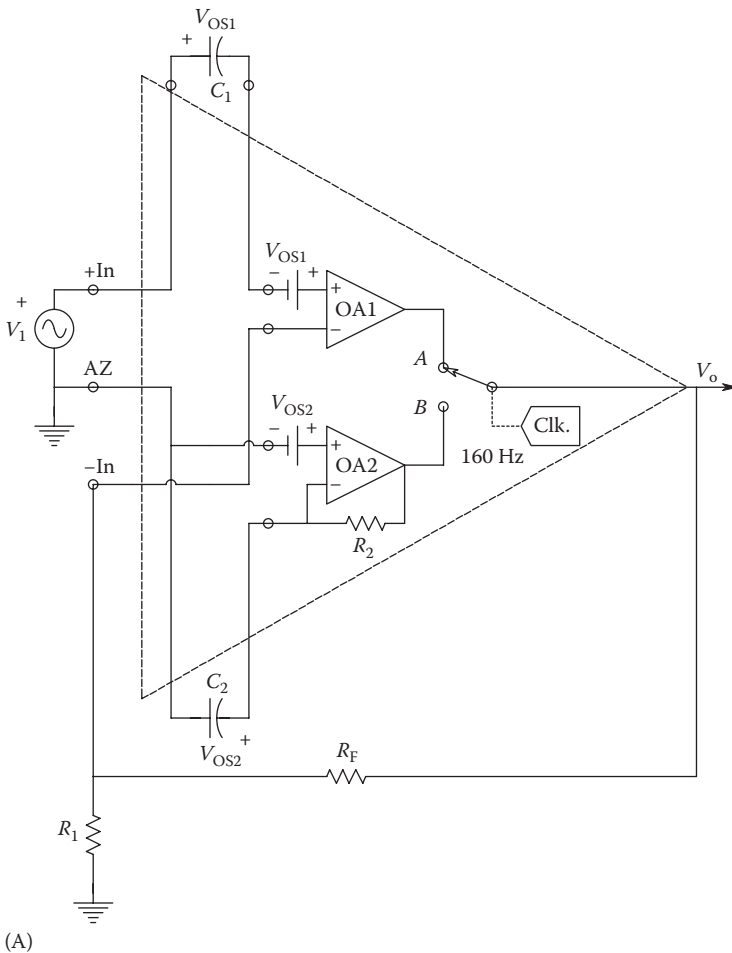 V_OS1
+
C_1
V_OS1
+In
− +
+
+
V_1
OA1
−
AZ
A
V_o
V_OS2
B
− +
+
Clk.
−In
OA2
160 Hz
−
R_2
C_2
+
V_OS2
R_F
R_1
(A)